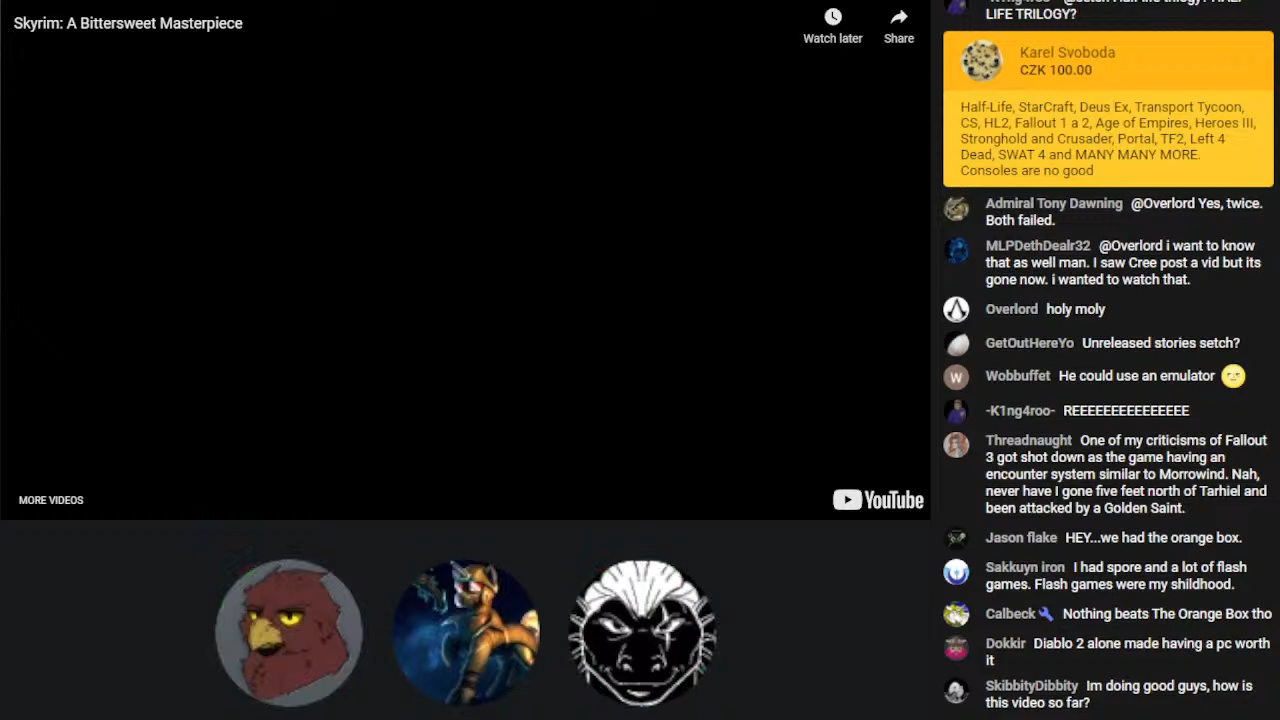 Skyrim: A Bittersweet Masterpiece
Watch later
Share
MORE VIDEOS
YouTube
LIFE TRILOGY?
Karel Svoboda
CZK 100.00
Half-Life, StarCraft, Deus Ex, Transport Tycoon,
CS, HL2, Fallout 1 a 2, Age of Empires, Heroes III,
Stronghold and Crusader, Portal, TF2, Left 4
Dead, SWAT 4 and MANY MANY MORE.
Consoles are no good
Admiral Tony Dawning @Overlord Yes, twice.
Both failed.
MLPDethDealr32 @Overlord i want to know
that as well man. I saw Cree post a vid but its
gone now. i wanted to watch that.
Overlord holy moly
GetOutHereYo Unreleased stories setch?
W
Wobbuffet He could use an emulator
-K1ng4roo- REEEEEEEEEEEEEEE
Threadnaught One of my criticisms of Fallout
3 got shot down as the game having an
encounter system similar to Morrowind. Nah,
never have I gone five feet north of Tarhiel and
been attacked by a Golden Saint.
Jason flake HEY...we had the orange box.
Sakkuyn iron I had spore and a lot of flash
games. Flash games were my shildhood.
Calbeck Nothing beats The Orange Box tho
Dokkir Diablo 2 alone made having a pc worth
it
SkibbityDibbity Im doing good guys, how is
this video so far?